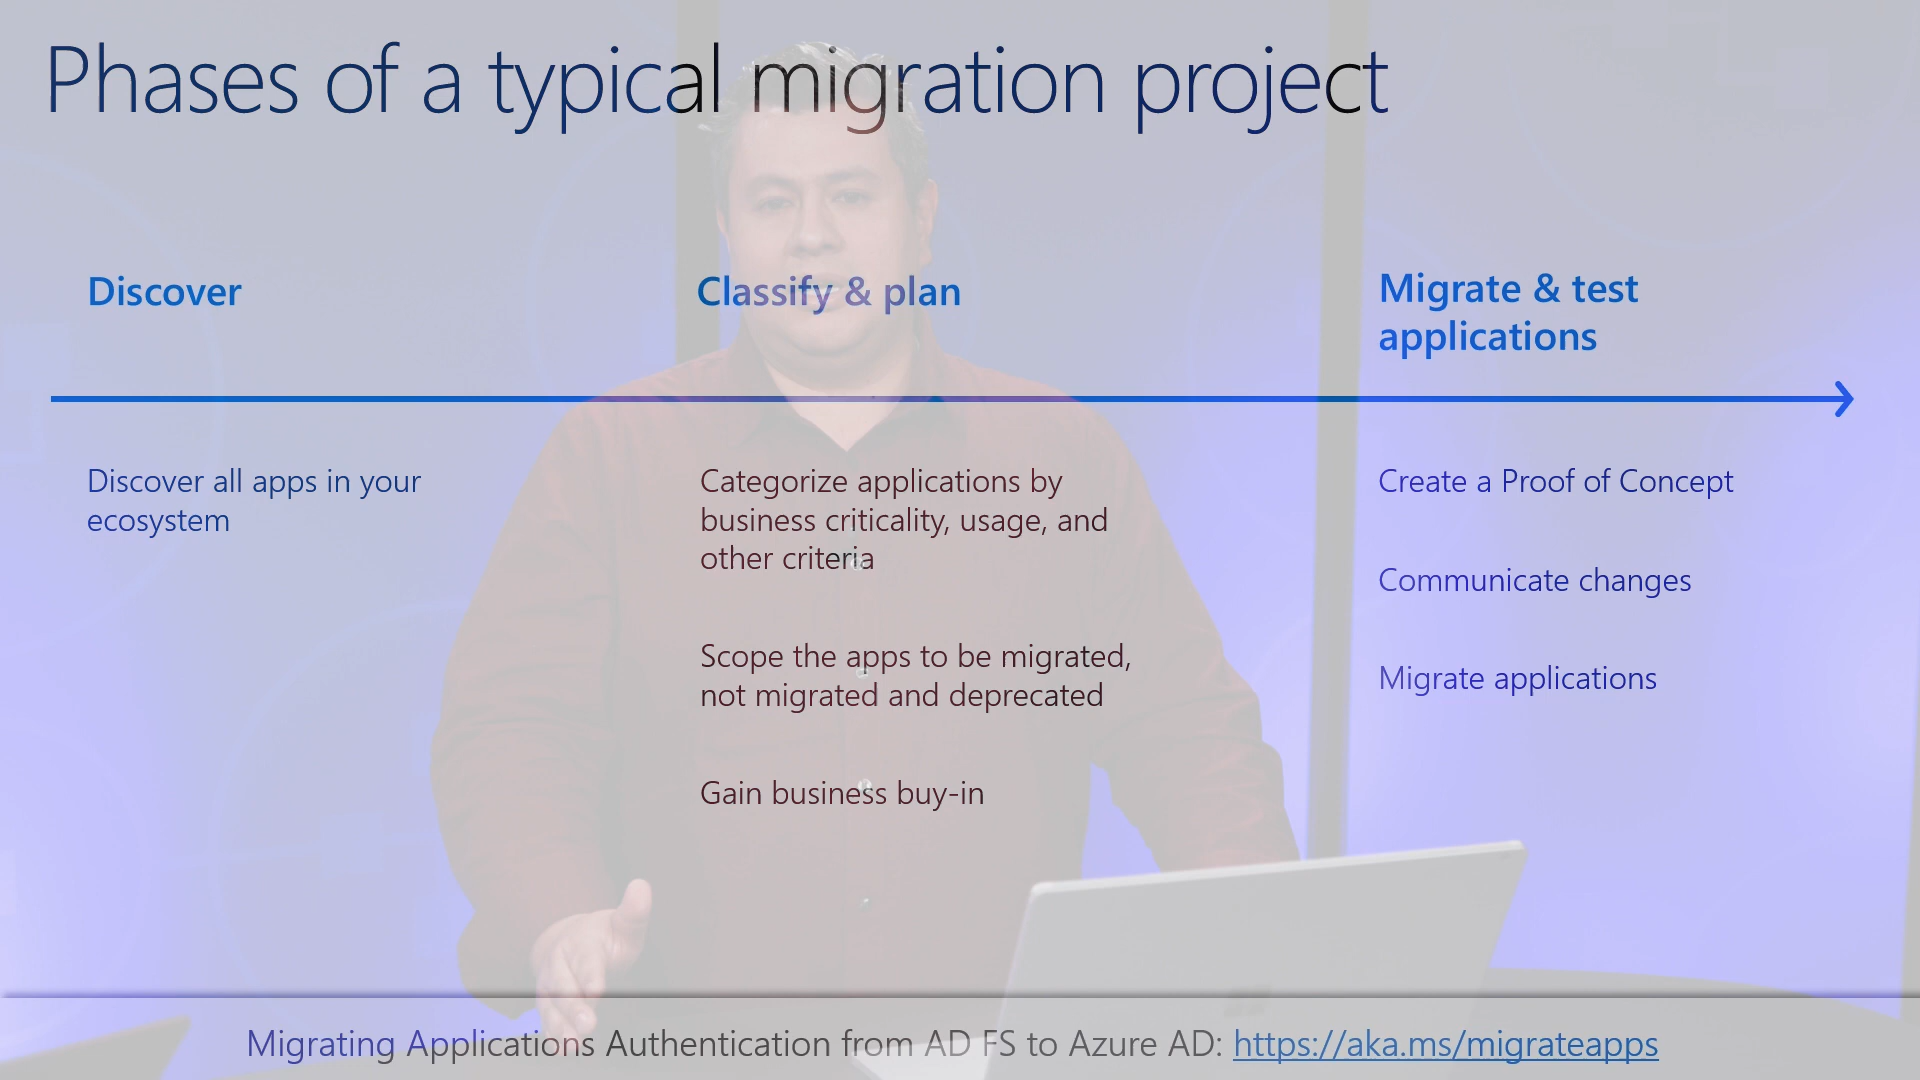 Phases of a typical migration project
Discover
Classify & plan
Migrate & test
applications
Discover all apps in your
ecosystem
Categorize applications by
business criticality, usage, and
other criteria
Scope the apps to be migrated,
not migrated and deprecated
Gain business buy-in
Create a Proof of Concept
Communicate changes
Migrate applications
Migrating Applications Authentication from AD FS to Azure AD: https://aka.ms/migrateapps